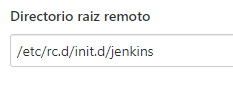 Directorio raiz remoto
/etc/rc.d/init.d/jenkins